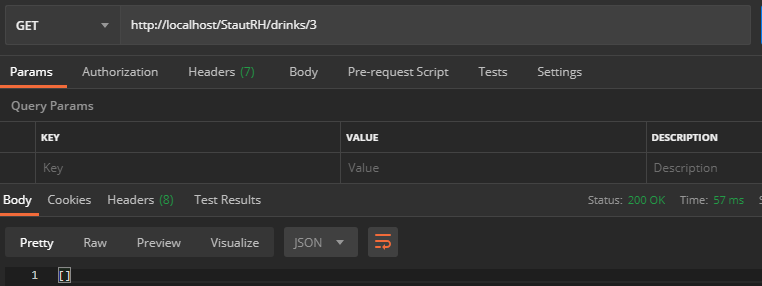 GET http://localhost/StautRH/drinks/3
Params Authorization Headers (7) Body Pre-request Script Tests Settings
Query Params
KEY VALUE DESCRIPTION
Key Value Description
Body Cookies Headers (8) Test Results Status: 200 OK Time: 57 ms S
Pretty Raw Preview Visualize JSON
1 []